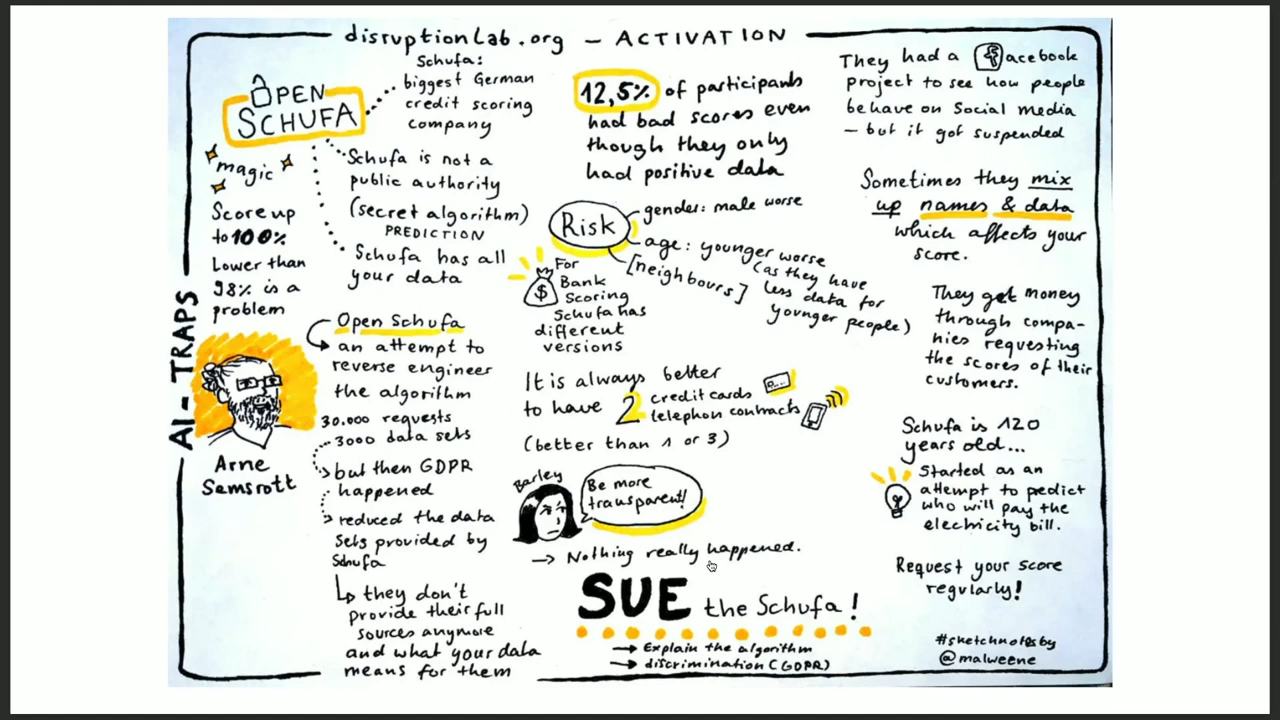 disruptionLab.org – ACTIVATION
OPEN
SCHUFA
Schufa:
biggest German
credit scoring
company
magic
Score up
to 100%
Lower than
98% is a
problem
Schufa is not a
public authority
(secret algorithm)
PREDICTION
Schufa has all
your data
AI-TRAPS
Arne
Semsrott
Open Schufa
an attempt to
reverse engineer
the algorithm
30.000 requests
3000 data sets
but then GDPR
happened
reduced the data
sets provided by
Schufa
they don't
provide their full
sources anymore
and what your data
means for them
12,5% of participants
had bad scores even
though they only
had positive data
Risk
gender: male worse
age: younger worse
(as they have
less data for
younger people)
[neighbours]
For
Bank
Scoring
Schufa has
different
versions
$
It is always better
to have 2 credit cards
telephon contracts
(better than 1 or 3)
Barley
Be more
transparent!
→ Nothing really happened.
SUE the Schufa!
→ Explain the algorithm
→ discrimination (GDPR)
They had a facebook
project to see how people
behave on Social media
– but it got suspended
Sometimes they mix
up names & data
which affects your
score.
They get money
through compa-
nies requesting
the scores of their
customers.
Schufa is 120
years old...
Started as an
attempt to pedict
who will pay the
electricity bill.
Request your score
regularly!
#sketchnotesby
@malweene